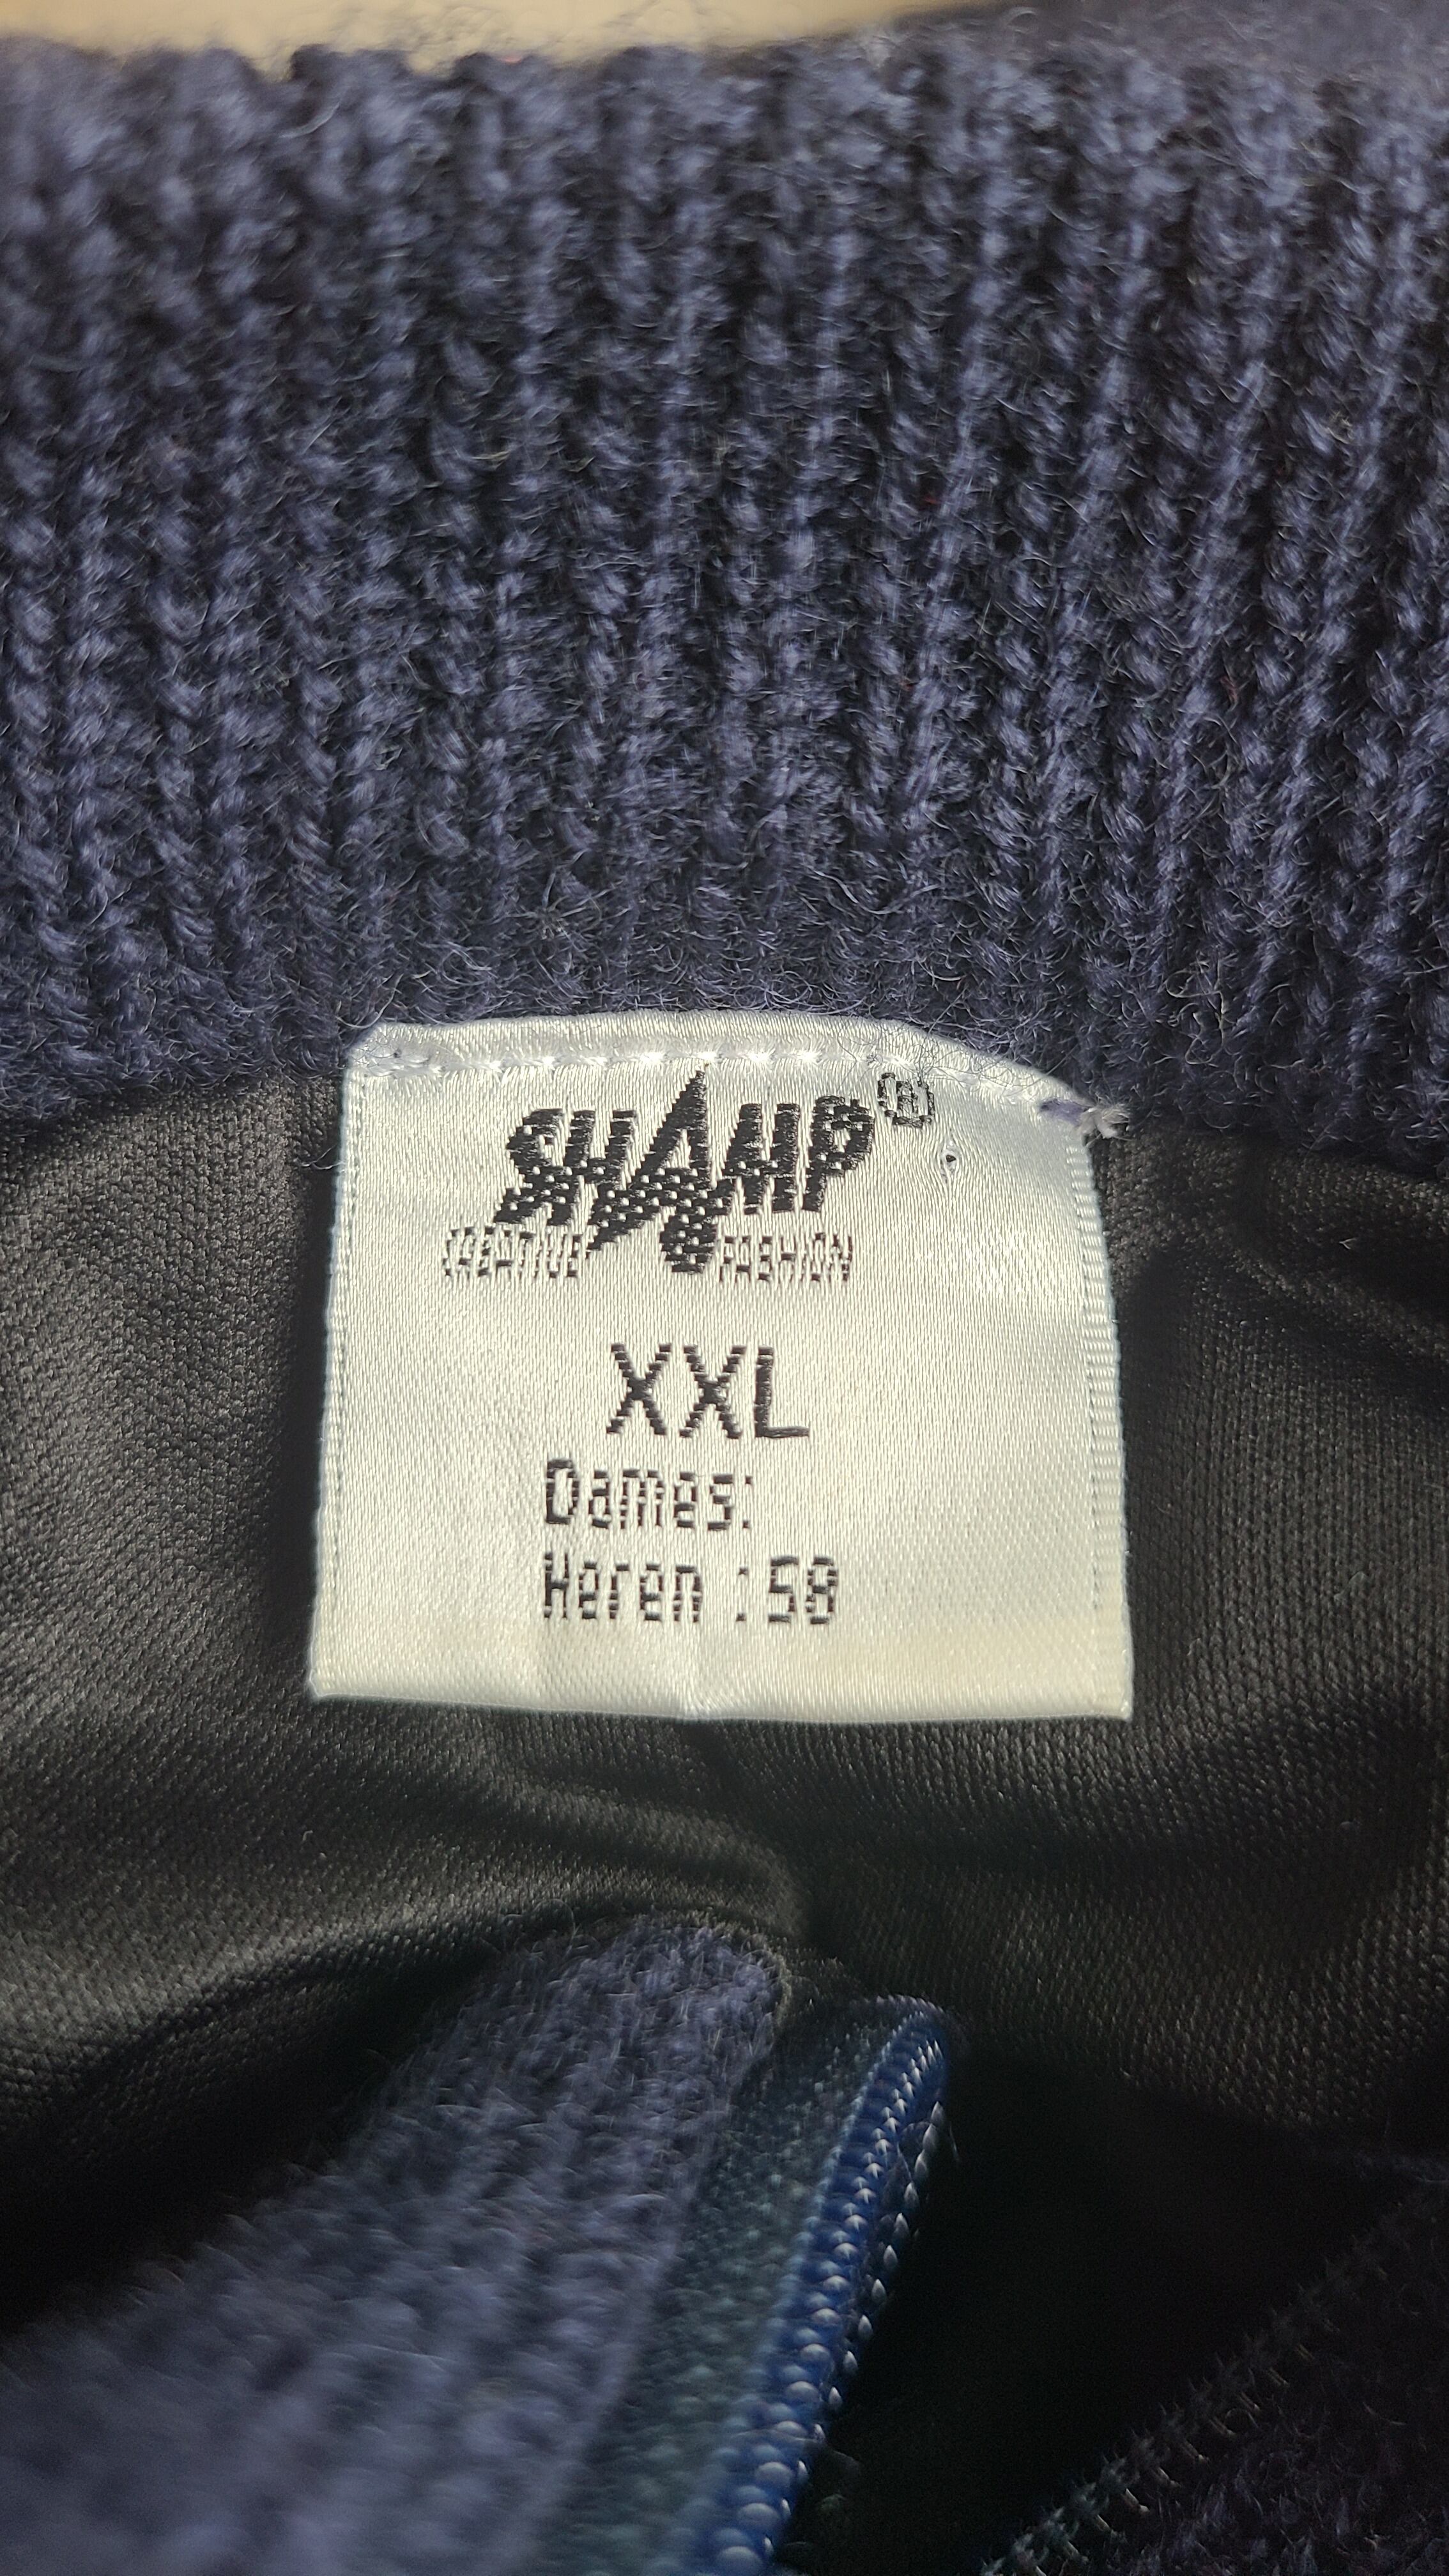 SHAMP®
CREATIVE FASHION
XXL
Dames:
Heren :58